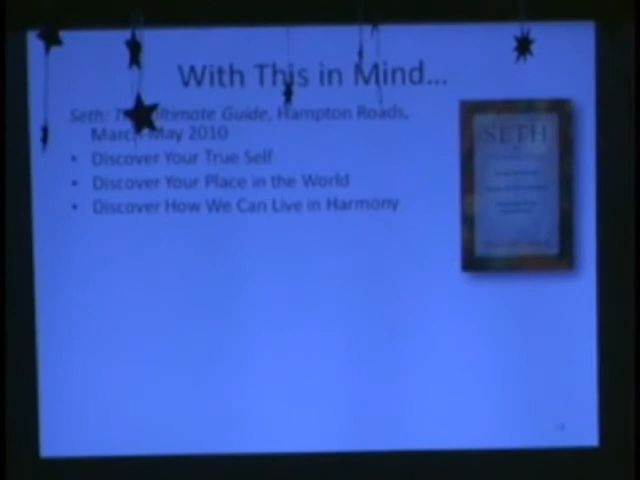 With This in Mind...
Seth: The Ultimate Guide, Hampton Roads,
March-May 2010
• Discover Your True Self
• Discover Your Place in the World
• Discover How We Can Live in Harmony
SETH